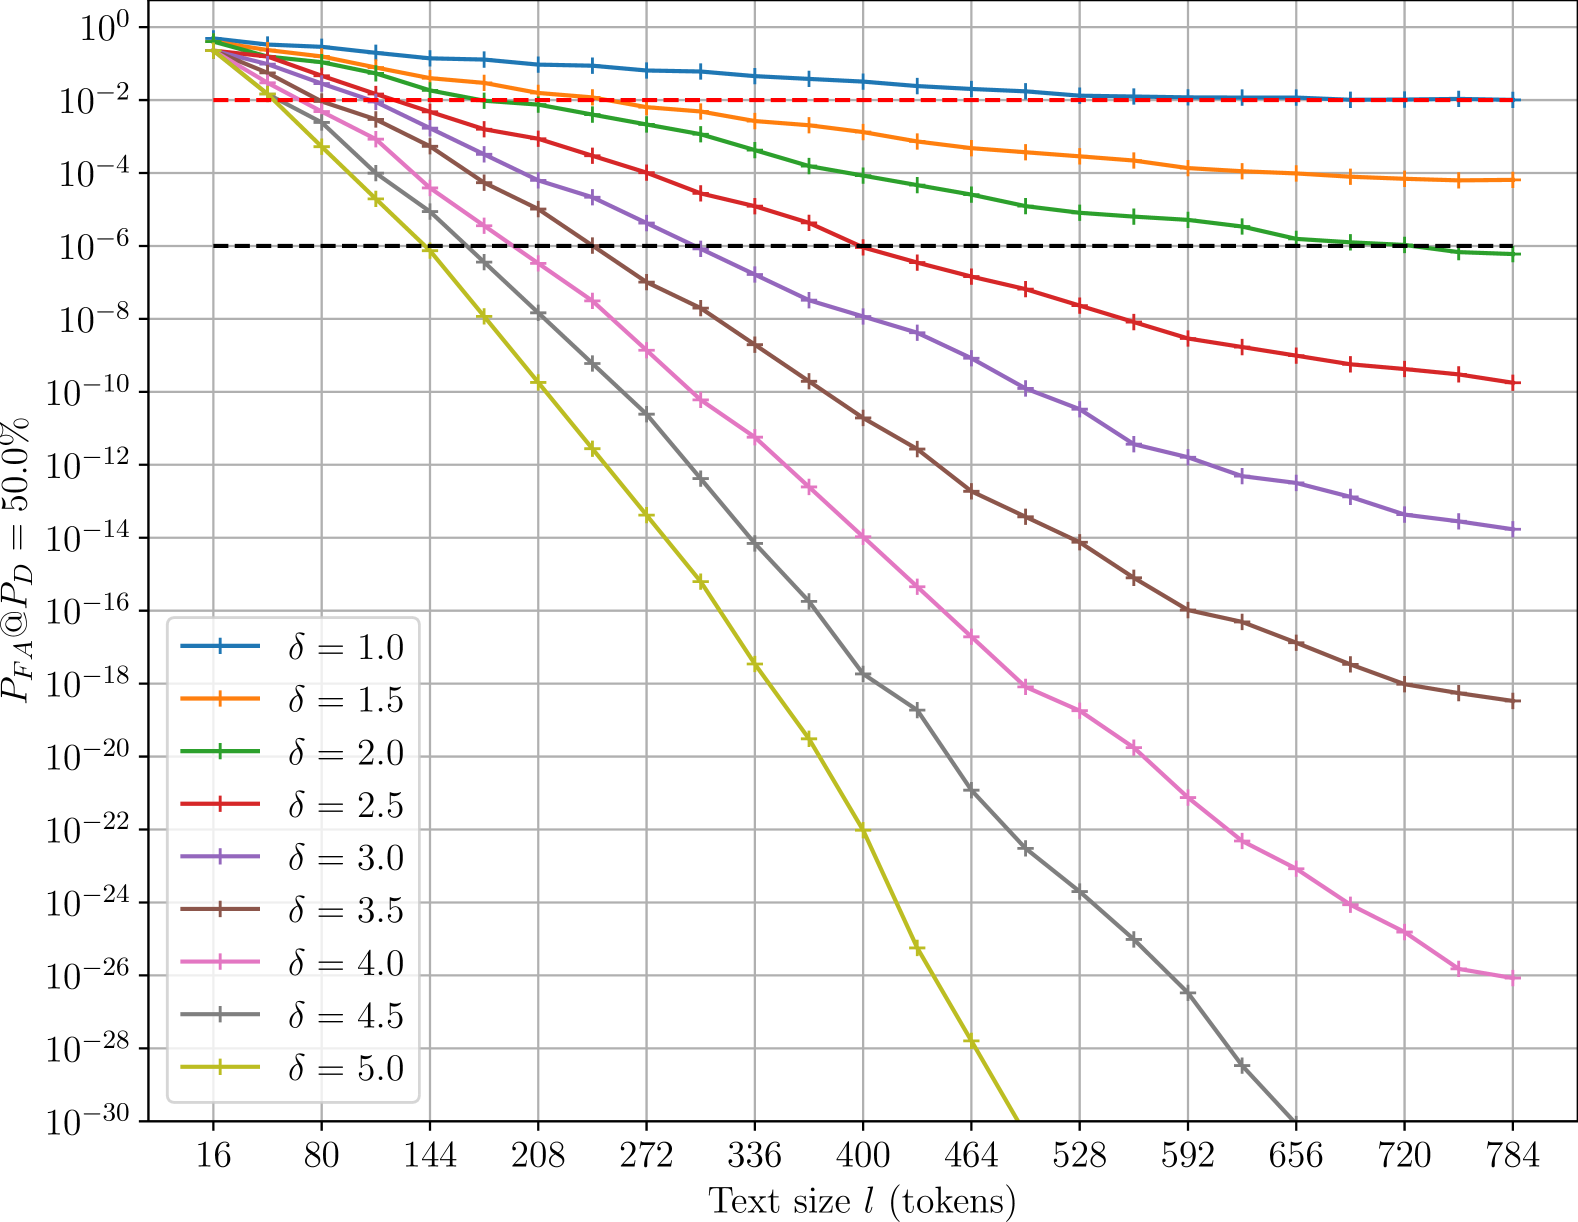 10⁰
10⁻²
10⁻⁴
10⁻⁶
10⁻⁸
10⁻¹⁰
10⁻¹²
10⁻¹⁴
10⁻¹⁶
10⁻¹⁸
10⁻²⁰
10⁻²²
10⁻²⁴
10⁻²⁶
10⁻²⁸
10⁻³⁰
P_{FA}@P_D = 50.0%
δ = 1.0
δ = 1.5
δ = 2.0
δ = 2.5
δ = 3.0
δ = 3.5
δ = 4.0
δ = 4.5
δ = 5.0
16 80 144 208 272 336 400 464 528 592 656 720 784
Text size l (tokens)